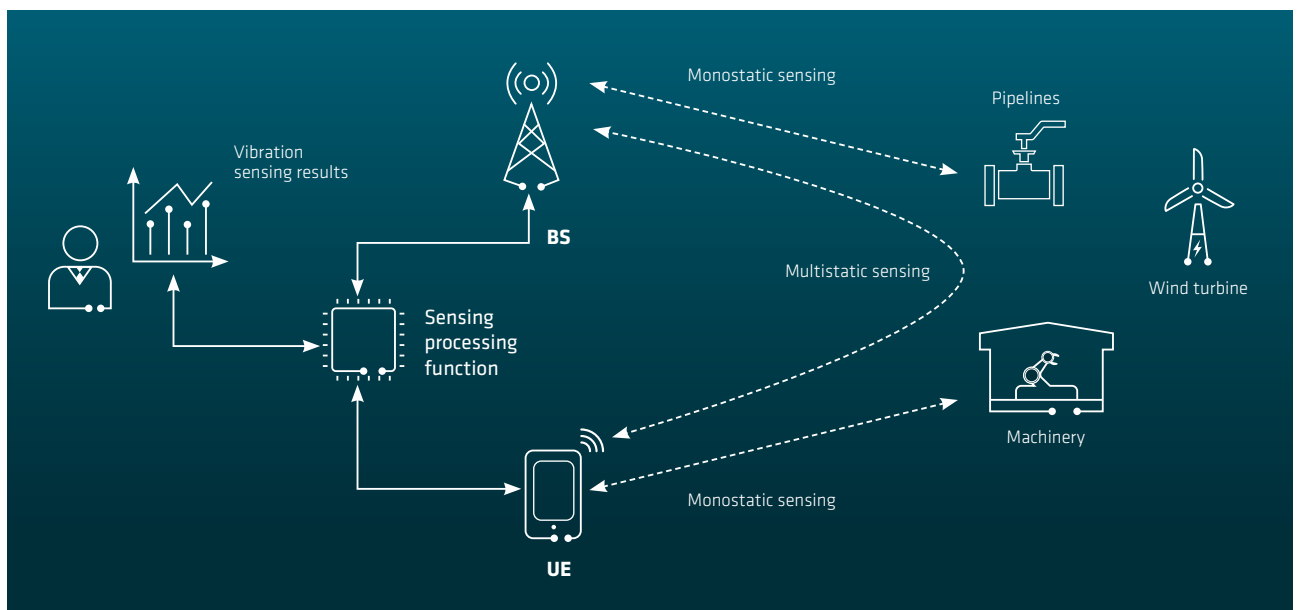 Monostatic sensing
Pipelines
Vibration
sensing results
BS
Multistatic sensing
Wind turbine
Sensing
processing
function
Machinery
Monostatic sensing
UE